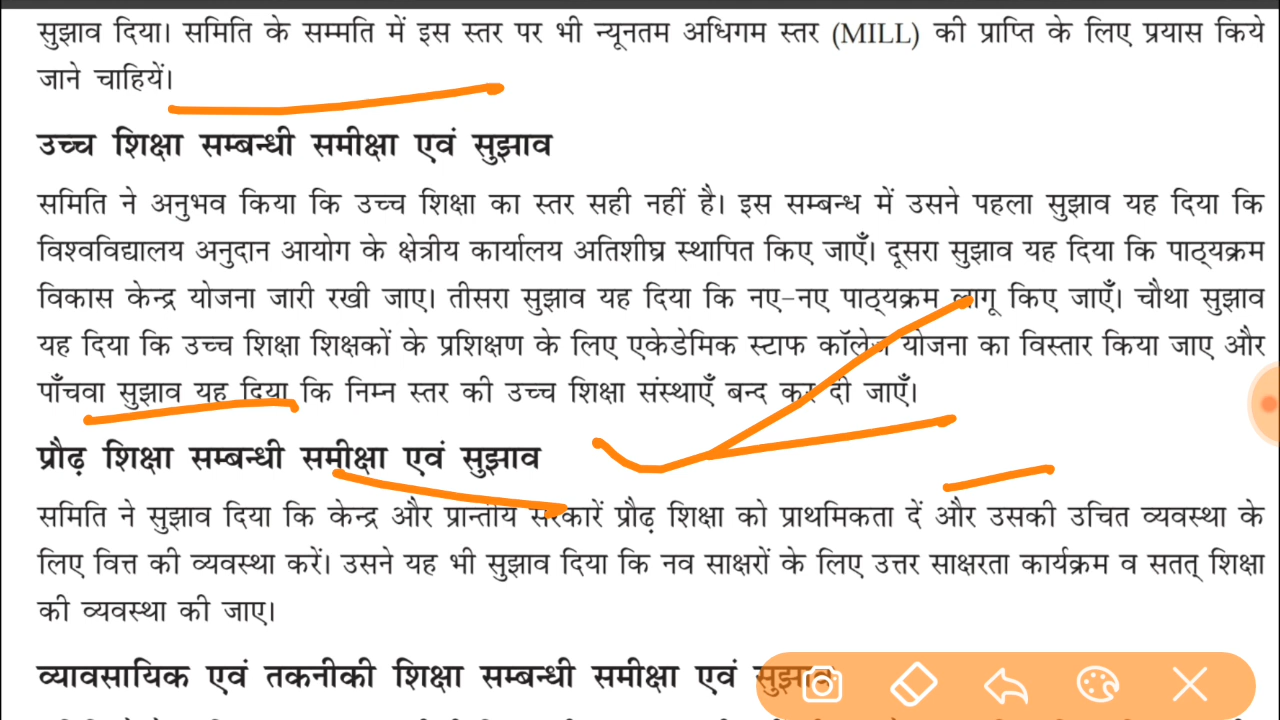 सुझाव दिया। समिति के सम्मति में इस स्तर पर भी न्यूनतम अधिगम स्तर (MILL) की प्राप्ति के लिए प्रयास किये
जाने चाहियें।
उच्च शिक्षा सम्बन्धी समीक्षा एवं सुझाव
समिति ने अनुभव किया कि उच्च शिक्षा का स्तर सही नहीं है। इस सम्बन्ध में उसने पहला सुझाव यह दिया कि
विश्वविद्यालय अनुदान आयोग के क्षेत्रीय कार्यालय अतिशीघ्र स्थापित किए जाएँ। दूसरा सुझाव यह दिया कि पाठ्यक्रम
विकास केन्द्र योजना जारी रखी जाए। तीसरा सुझाव यह दिया कि नए-नए पाठ्यक्रम लागू किए जाएँ। चौथा सुझाव
यह दिया कि उच्च शिक्षा शिक्षकों के प्रशिक्षण के लिए एकेडेमिक स्टाफ कॉलेज योजना का विस्तार किया जाए और
पाँचवा सुझाव यह दिया कि निम्न स्तर की उच्च शिक्षा संस्थाएँ बन्द कर दी जाएँ।
प्रौढ़ शिक्षा सम्बन्धी समीक्षा एवं सुझाव
समिति ने सुझाव दिया कि केन्द्र और प्रान्तीय सरकारें प्रौढ़ शिक्षा को प्राथमिकता दें और उसकी उचित व्यवस्था के
लिए वित्त की व्यवस्था करें। उसने यह भी सुझाव दिया कि नव साक्षरों के लिए उत्तर साक्षरता कार्यक्रम व सतत् शिक्षा
की व्यवस्था की जाए।
व्यावसायिक एवं तकनीकी शिक्षा सम्बन्धी समीक्षा एवं सुझाव